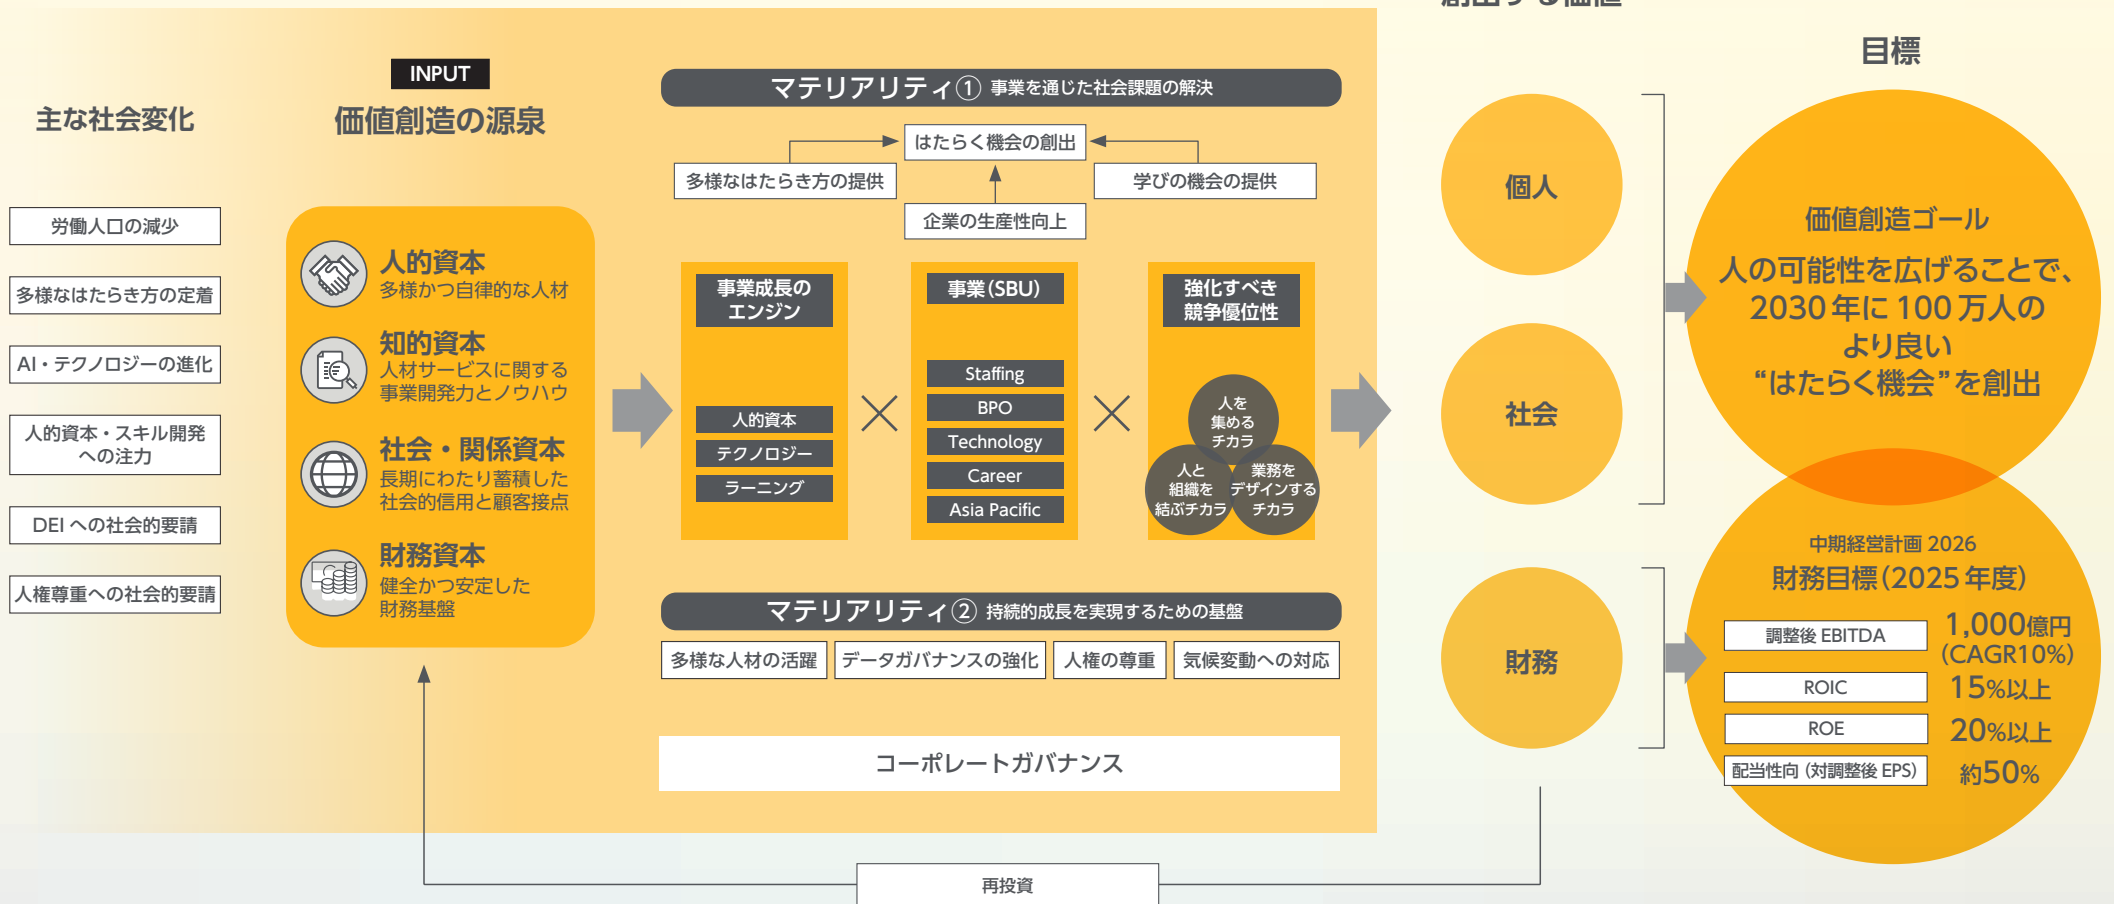 創出する価値
目標
主な社会変化
労働人口の減少
多様なはたらき方の定着
AI・テクノロジーの進化
人的資本・スキル開発
への注力
DEI への社会的要請
人権尊重への社会的要請
INPUT
価値創造の源泉
人的資本
多様かつ自律的な人材
知的資本
人材サービスに関する
事業開発力とノウハウ
社会・関係資本
長期にわたり蓄積した
社会的信用と顧客接点
財務資本
健全かつ安定した
財務基盤
マテリアリティ① 事業を通じた社会課題の解決
はたらく機会の創出
多様なはたらき方の提供
学びの機会の提供
企業の生産性向上
事業成長の
エンジン
人的資本
テクノロジー
ラーニング
事業(SBU)
Staffing
BPO
Technology
Career
Asia Pacific
強化すべき
競争優位性
人を
集める
チカラ
人と
組織を
結ぶチカラ
業務を
デザインする
チカラ
マテリアリティ② 持続的成長を実現するための基盤
多様な人材の活躍
データガバナンスの強化
人権の尊重
気候変動への対応
コーポレートガバナンス
再投資
個人
社会
財務
価値創造ゴール
人の可能性を広げることで、
2030年に100万人の
より良い
“はたらく機会”を創出
中期経営計画 2026
財務目標(2025年度)
調整後 EBITDA
1,000億円
(CAGR10%)
ROIC
15%以上
ROE
20%以上
配当性向(対調整後 EPS)
約50%